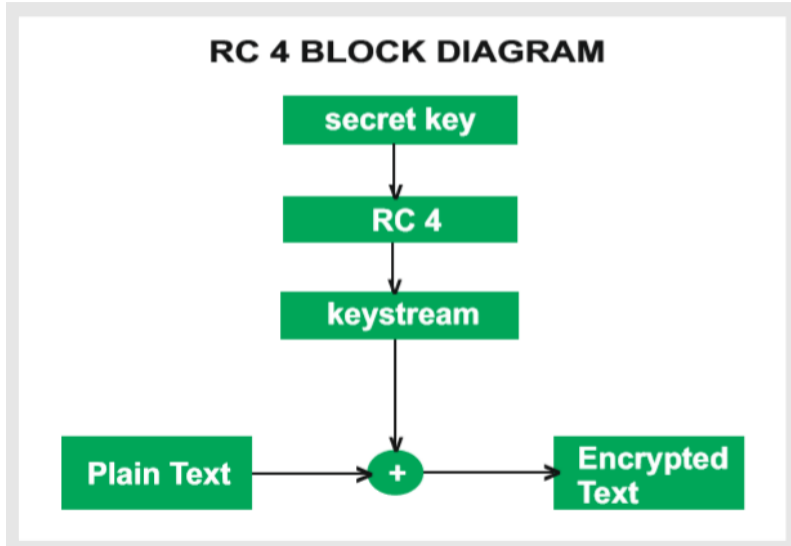 RC 4 BLOCK DIAGRAM
secret key
RC 4
keystream
Plain Text
+
Encrypted
Text